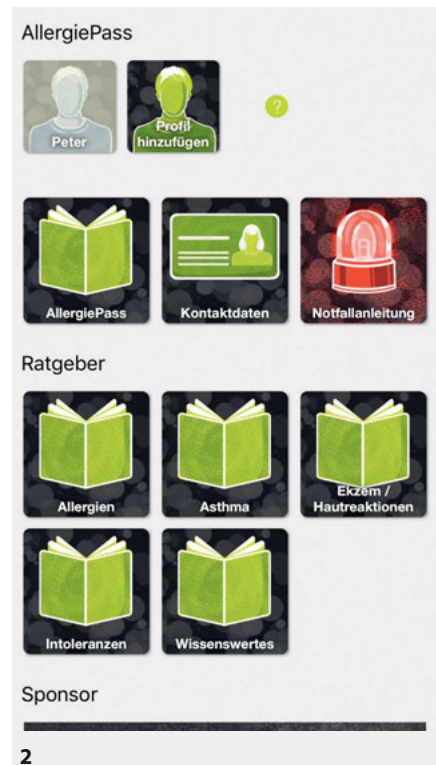 AllergiePass
Peter
Profil
hinzufügen
?
AllergiePass
Kontaktdaten
Notfallanleitung
Ratgeber
Allergien
Asthma
Ekzem /
Hautreaktionen
Intoleranzen
Wissenswertes
Sponsor
2